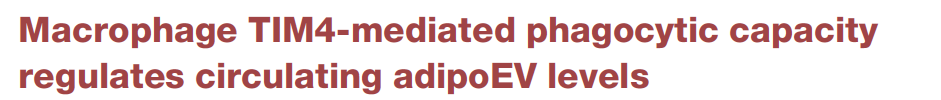 Macrophage TIM4-mediated phagocytic capacity
regulates circulating adipoEV levels